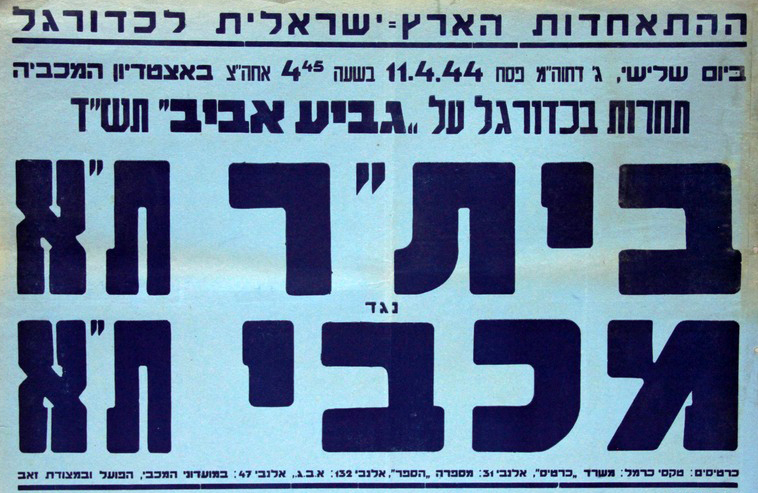 ההתאחדות הארץ=ישראלית לכדורגל
ביום שלישי, ג׳ דחוה״מ פסח 11.4.44 בשעה 4⁴⁵ אחה״צ באצטדיון המכביה
תחרות בכדורגל על „גביע אביב" תש״ד
בית״ר ת״א
נגד
מכבי ת״א
כרטיסים: טקסי כרמל: משרד „כרטיס", אלנבי 31: מספרה „הספר", אלנבי 132: א.ב.ג., אלנבי 47: במועדוני המכבי, הפועל ובמצודת זאב